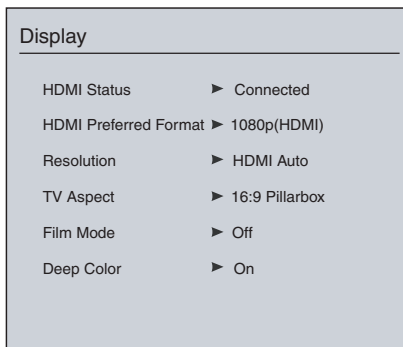 Display
HDMI Status ► Connected
HDMI Preferred Format ► 1080p(HDMI)
Resolution ► HDMI Auto
TV Aspect ► 16:9 Pillarbox
Film Mode ► Off
Deep Color ► On